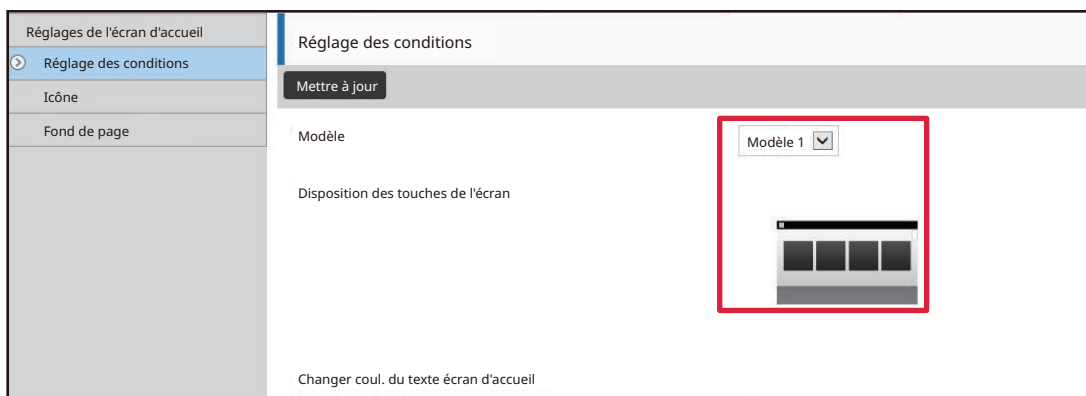 Réglages de l'écran d'accueil
Réglage des conditions
Icône
Fond de page
Réglage des conditions
Mettre à jour
Modèle
Modèle 1
Disposition des touches de l'écran
Changer coul. du texte écran d'accueil